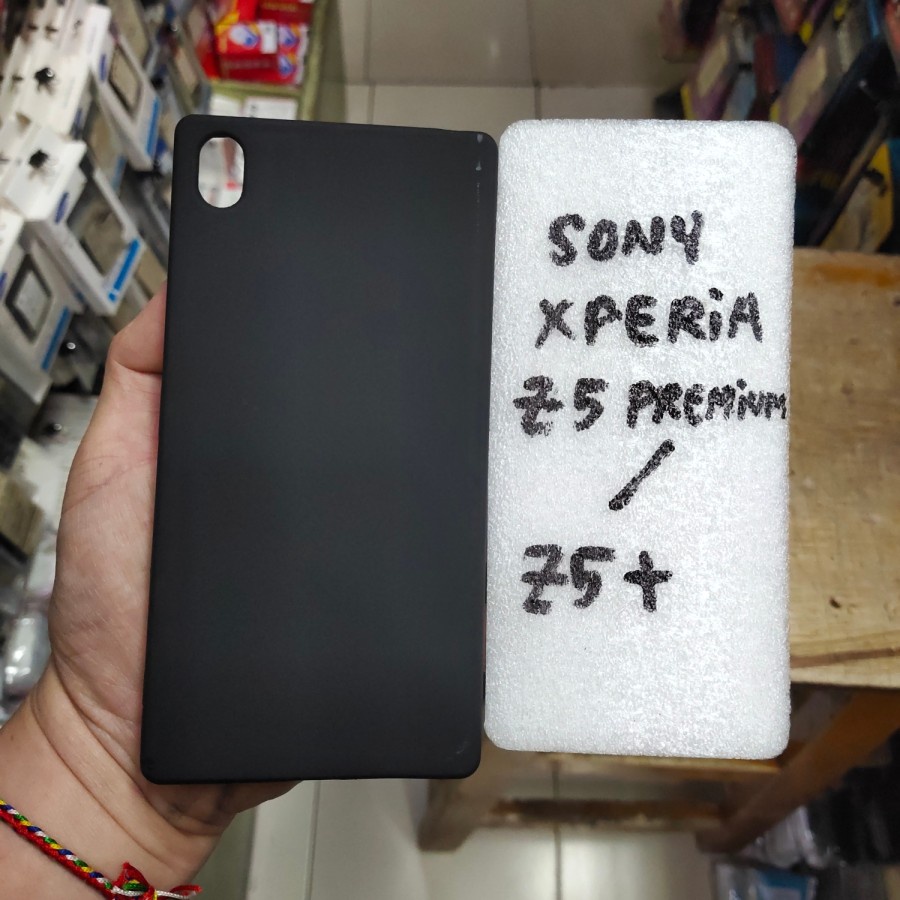 SONY
XPERiA
Z5 PREMiUM
/
Z5+